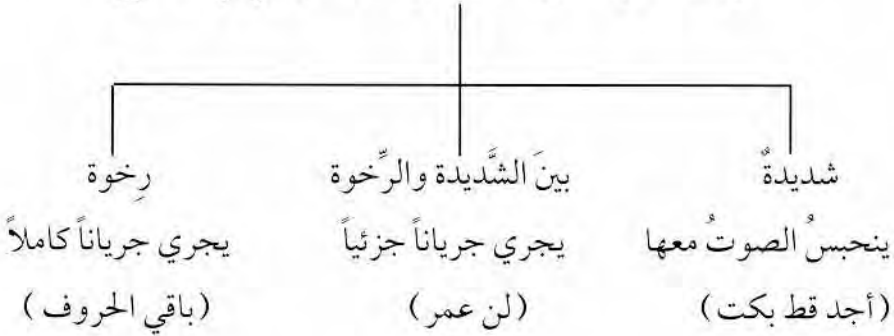 شديدةٌ
ينحبسُ الصوتُ معها
(أجد قط بكت)
بينَ الشَّديدة والرِّخوة
يجري جرياناً جزئياً
(لن عمر)
رِخوة
يجري جرياناً كاملاً
(باقي الحروف)